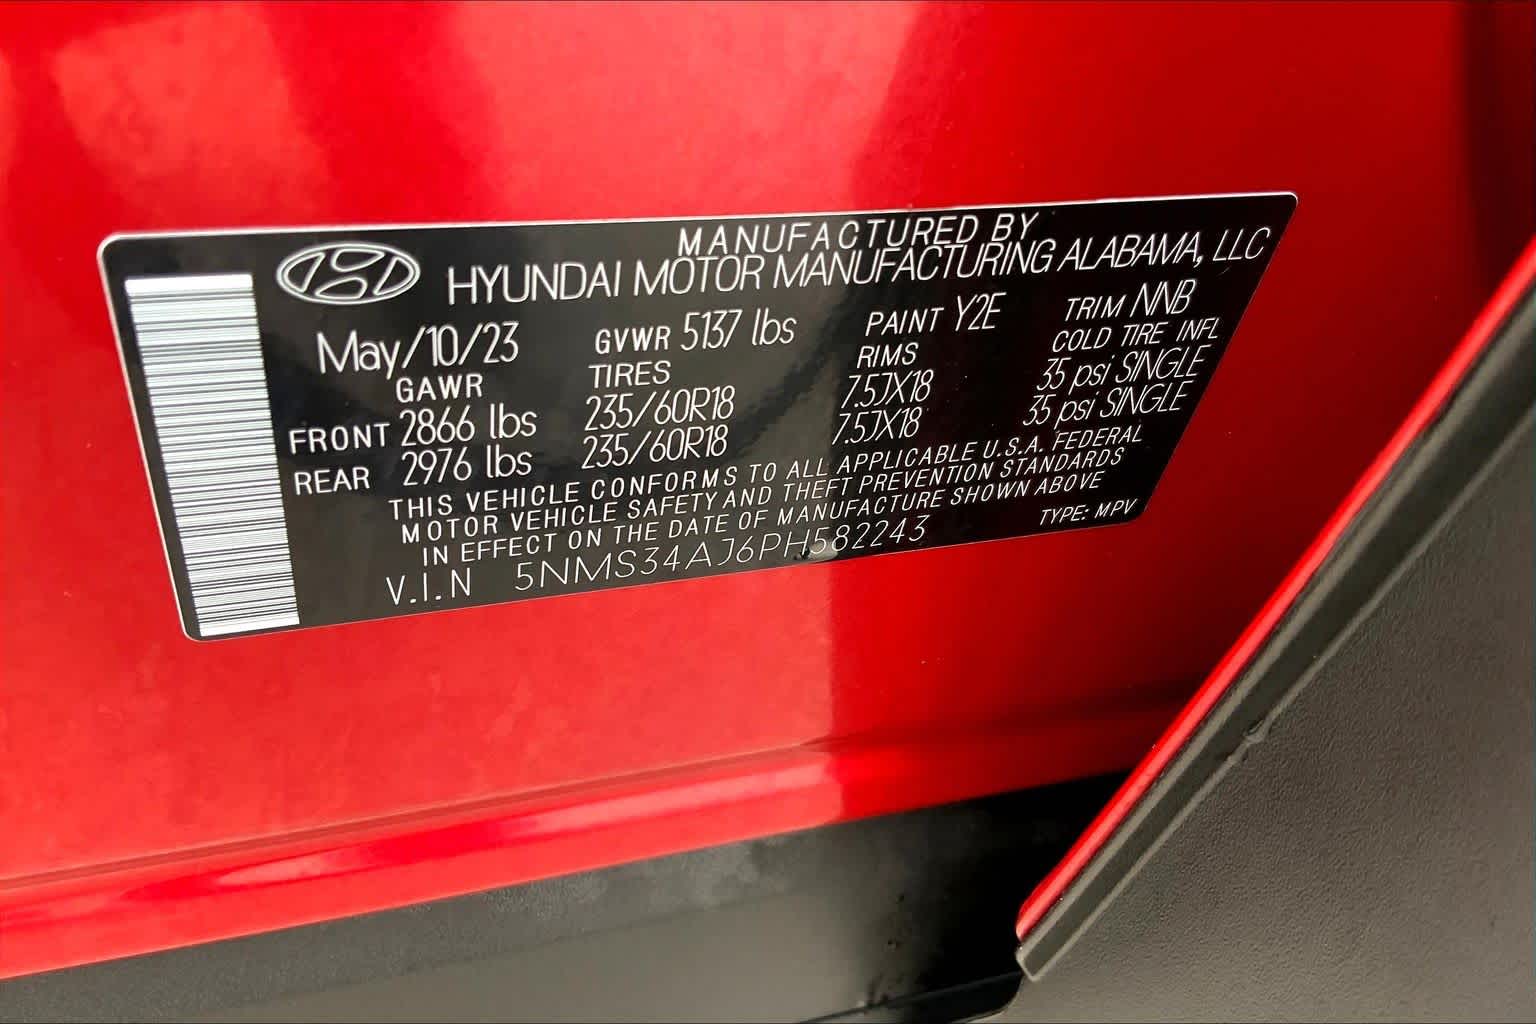 MANUFACTURED BY
HYUNDAI MOTOR MANUFACTURING ALABAMA, LLC
May/10/23 GVWR 5137 lbs PAINT Y2E TRIM NNB
GAWR TIRES RIMS COLD TIRE INFL
FRONT 2866 lbs 235/60R18 7.5JX18 35 psi SINGLE
REAR 2976 lbs 235/60R18 7.5JX18 35 psi SINGLE
THIS VEHICLE CONFORMS TO ALL APPLICABLE U.S.A. FEDERAL
MOTOR VEHICLE SAFETY AND THEFT PREVENTION STANDARDS
IN EFFECT ON THE DATE OF MANUFACTURE SHOWN ABOVE
V.I.N 5NMS34AJ6PH582243 TYPE: MPV